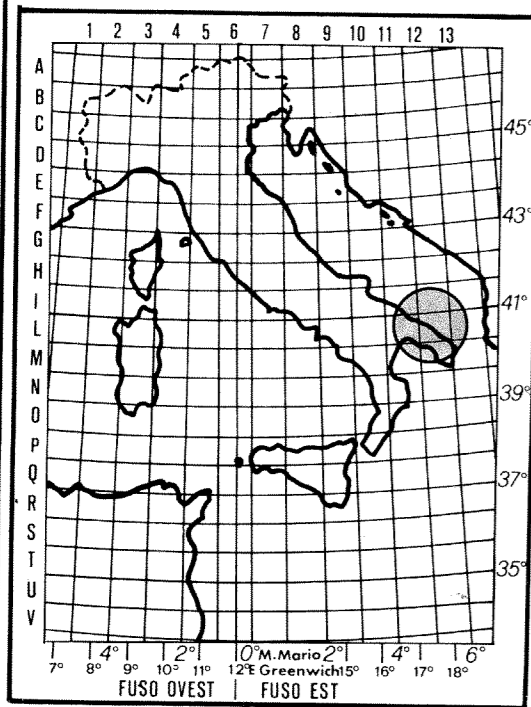 1 2 3 4 5 6 7 8 9 10 11 12 13
A
B
C
D
E
F
G
H
I
L
M
N
O
P
Q
R
S
T
U
V
45°
43°
41°
39°
37°
35°
4° 2° 0° M. Mario 2° 4°
7° 8° 9° 10° 11° 12°E Greenwich 15° 16° 17° 18°
FUSO OVEST FUSO EST